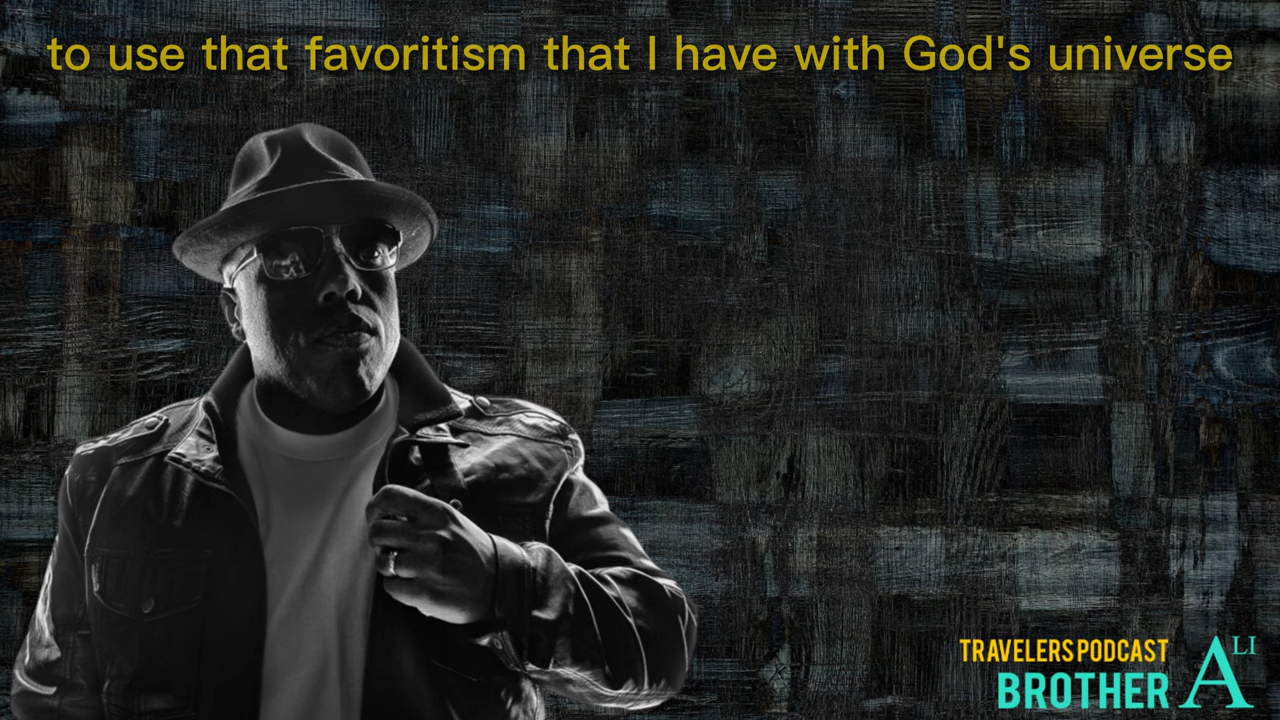 to use that favoritism that I have with God's universe
TRAVELERS PODCAST
BROTHER ALI